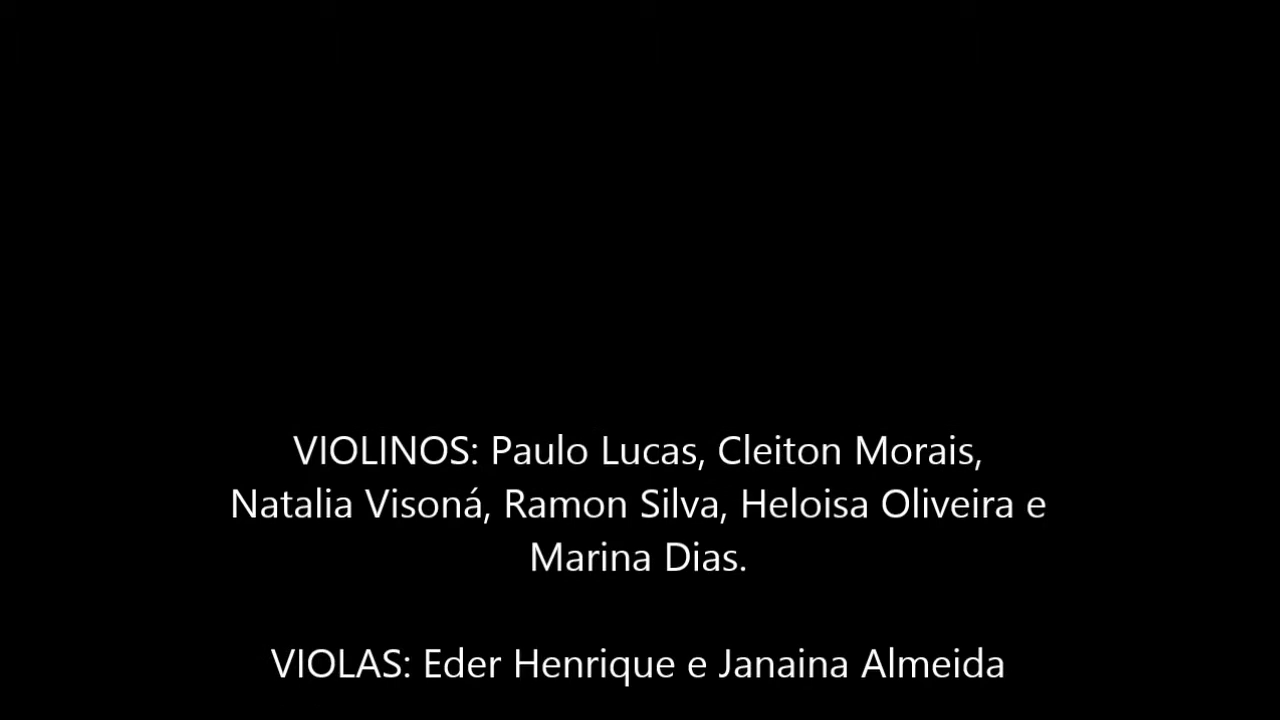 VIOLINOS: Paulo Lucas, Cleiton Morais,
Natalia Visoná, Ramon Silva, Heloisa Oliveira e
Marina Dias.
VIOLAS: Eder Henrique e Janaina Almeida